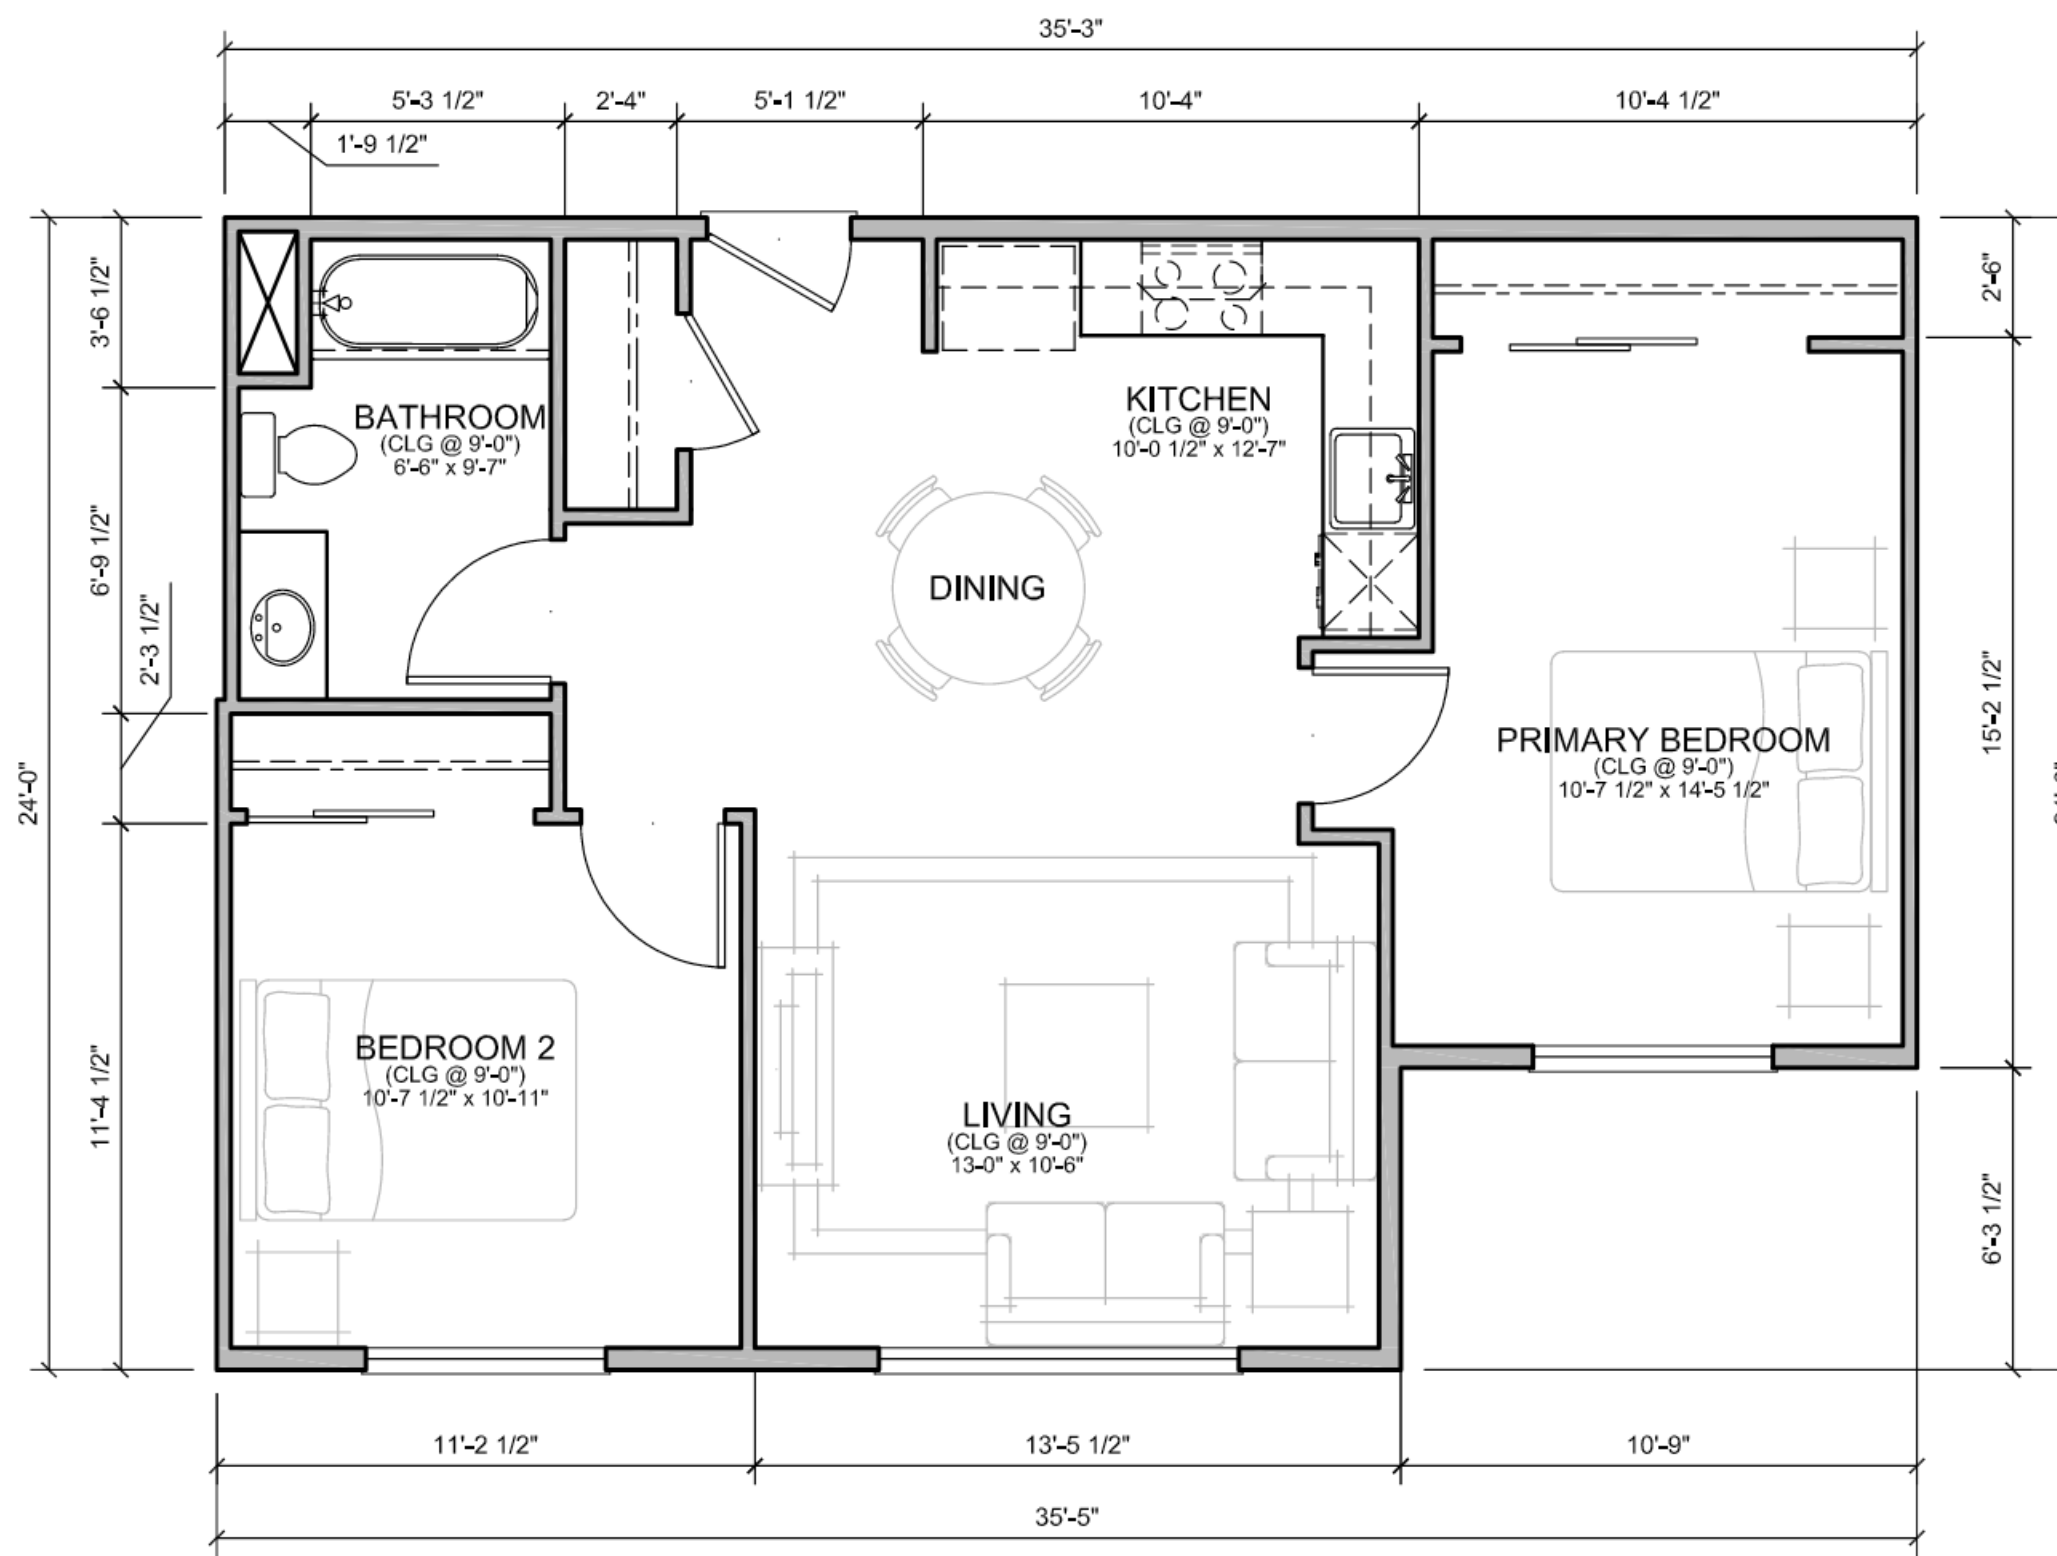 35'-3"
5'-3 1/2"
2'-4"
5'-1 1/2"
10'-4"
10'-4 1/2"
1'-9 1/2"
3'-6 1/2"
2'-6"
BATHROOM
(CLG @ 9'-0")
6'-6" x 9'-7"
KITCHEN
(CLG @ 9'-0")
10'-0 1/2" x 12'-7"
6'-9 1/2"
DINING
2'-3 1/2"
15'-2 1/2"
24'-0"
PRIMARY BEDROOM
(CLG @ 9'-0")
10'-7 1/2" x 14'-5 1/2"
11'-4 1/2"
BEDROOM 2
(CLG @ 9'-0")
10'-7 1/2" x 10'-11"
LIVING
(CLG @ 9'-0")
13'-0" x 10'-6"
6'-3 1/2"
11'-2 1/2"
13'-5 1/2"
10'-9"
35'-5"